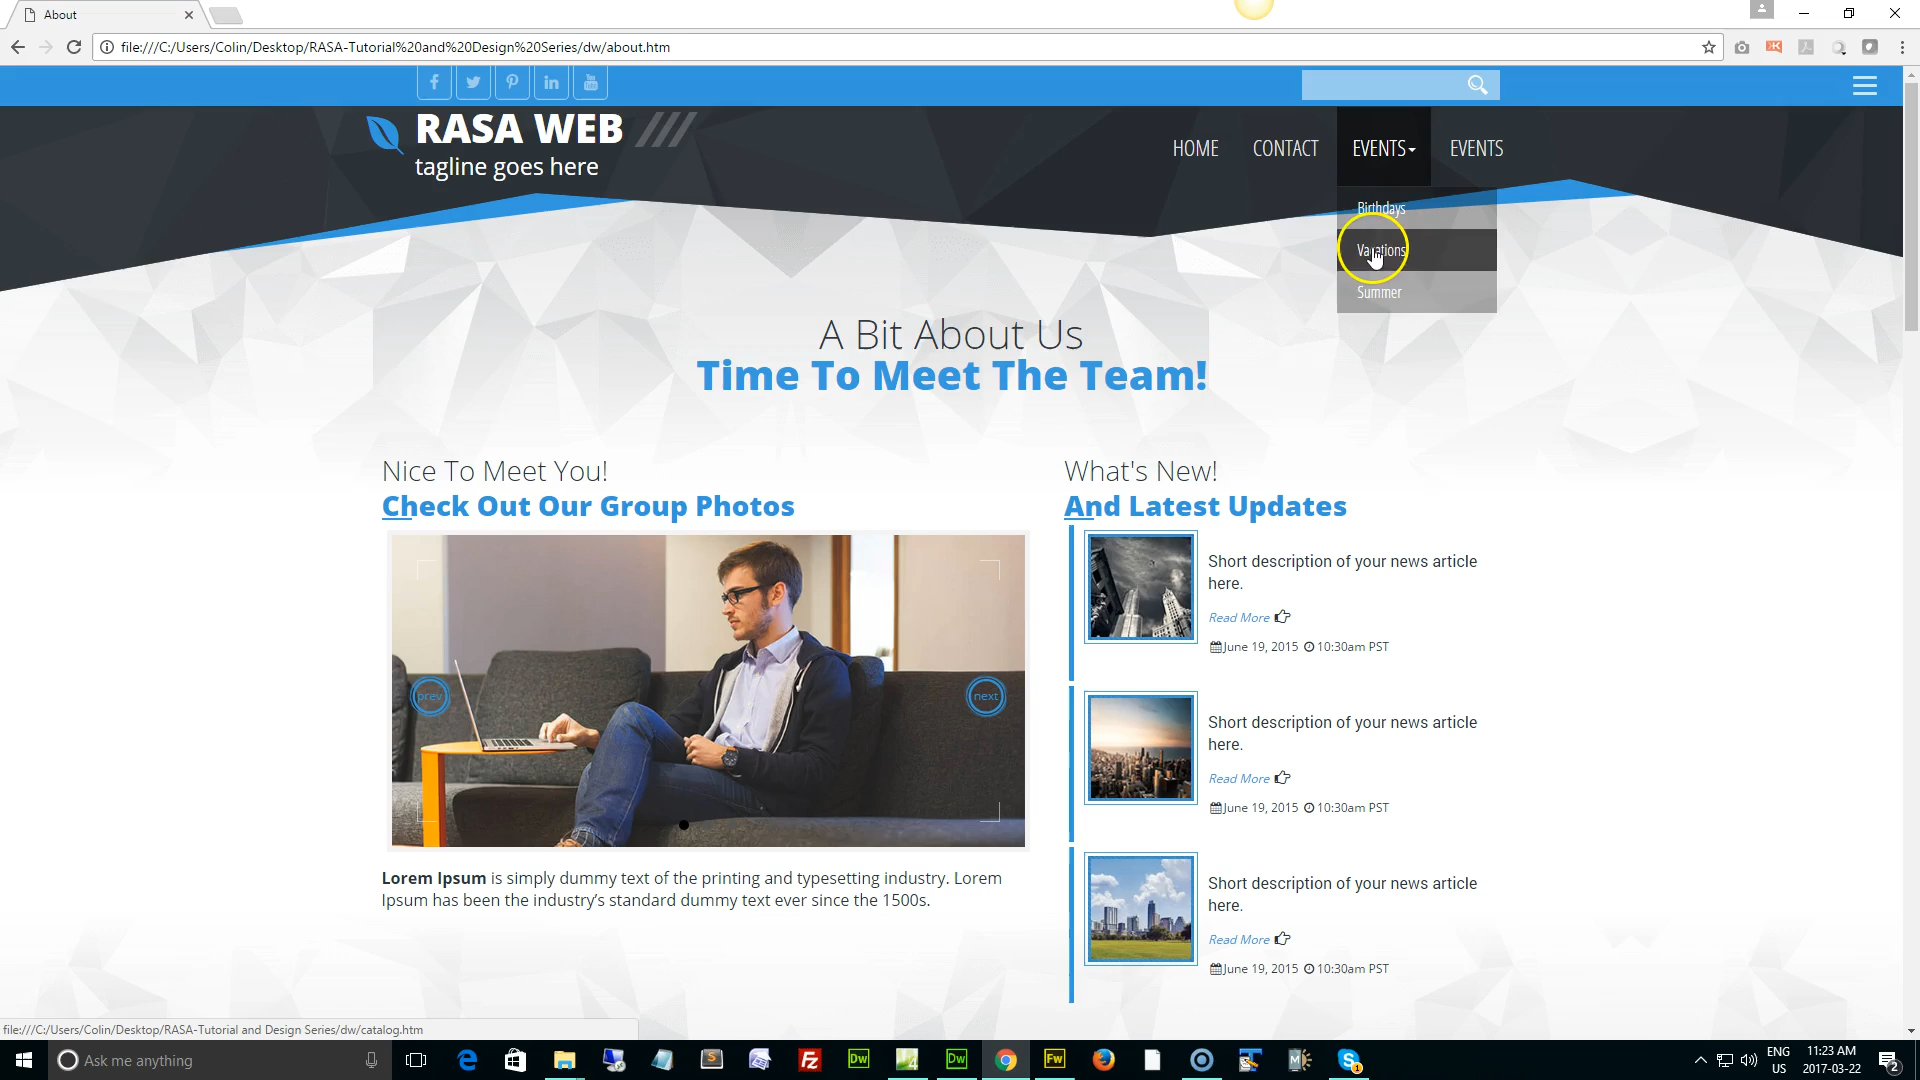 About
file:///C:/Users/Colin/Desktop/RASA-Tutorial%20and%20Design%20Series/dw/about.htm
RASA WEB
tagline goes here
HOME CONTACT EVENTS EVENTS
Birthdays
Vacations
Summer
A Bit About Us
Time To Meet The Team!
Nice To Meet You!
Check Out Our Group Photos
prev
next
Lorem Ipsum is simply dummy text of the printing and typesetting industry. Lorem
Ipsum has been the industry’s standard dummy text ever since the 1500s.
What's New!
And Latest Updates
Short description of your news article
here.
Read More
June 19, 2015 10:30am PST
Short description of your news article
here.
Read More
June 19, 2015 10:30am PST
Short description of your news article
here.
Read More
June 19, 2015 10:30am PST
file:///C:/Users/Colin/Desktop/RASA-Tutorial and Design Series/dw/catalog.htm
Ask me anything
ENG
US
11:23 AM
2017-03-22